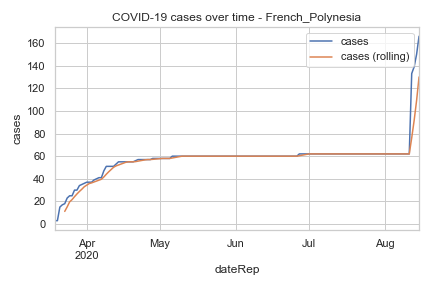 COVID-19 cases over time - French_Polynesia
cases
cases (rolling)
160
140
120
100
80
60
40
20
0
cases
Apr
2020
May
Jun
Jul
Aug
dateRep